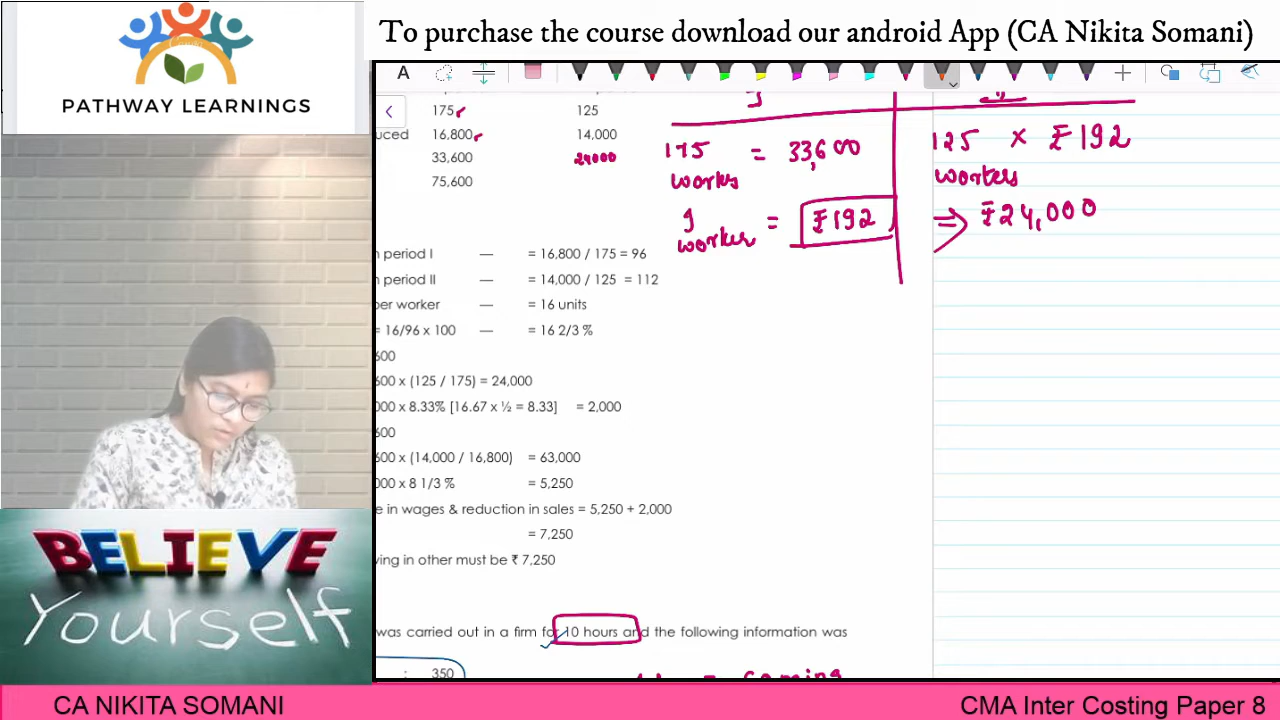 To purchase the course download our android App (CA Nikita Somani)
PATHWAY LEARNINGS
A
175 125
uced 16,800 14,000
33,600 24000
75,600
n period I — = 16,800 / 175 = 96
n period II — = 14,000 / 125 = 112
per worker — = 16 units
= 16/96 x 100 — = 16 2/3 %
600
600 x (125 / 175) = 24,000
000 x 8.33% [16.67 x ½ = 8.33] = 2,000
600
600 x (14,000 / 16,800) = 63,000
000 x 8 1/3 % = 5,250
e in wages & reduction in sales = 5,250 + 2,000
= 7,250
ving in other must be ₹ 7,250
was carried out in a firm for 10 hours and the following information was
: 350
175 = 33,600
workers
1 worker = ₹192
125 x ₹192
workers
⇒ ₹24,000
BELIEVE
Yourself
CA NIKITA SOMANI
CMA Inter Costing Paper 8